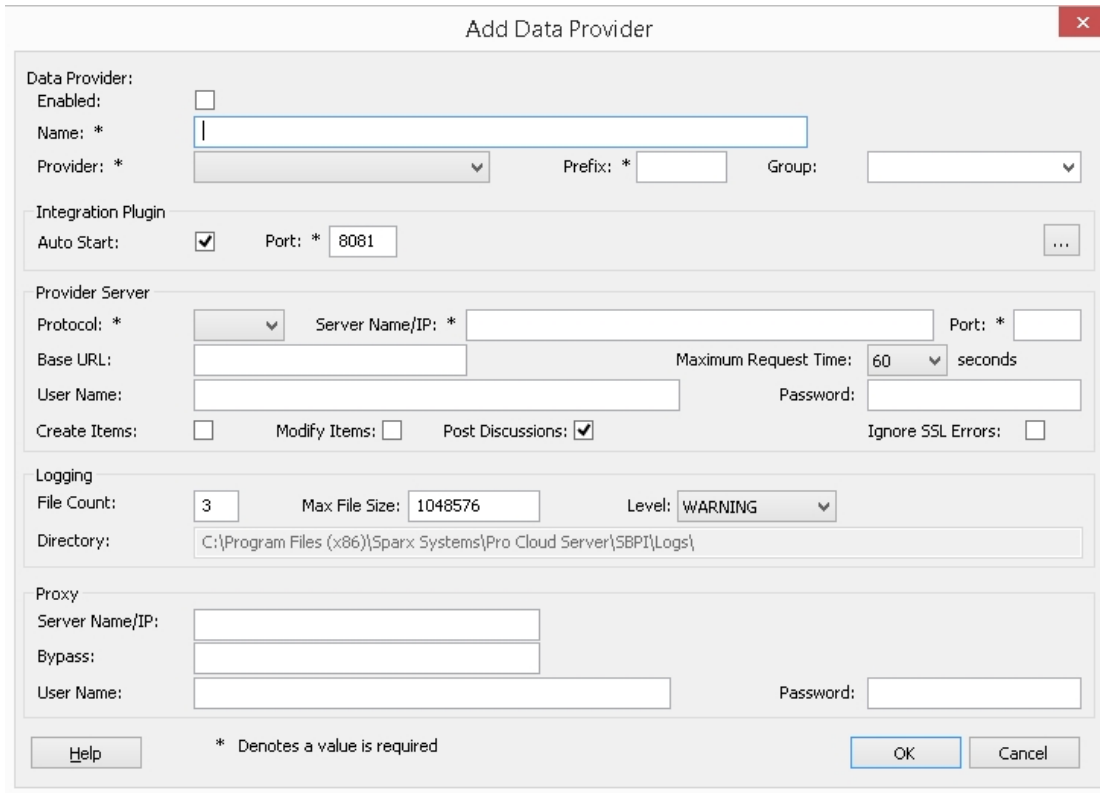 Add Data Provider
Data Provider:
Enabled:
Name: *
Provider: * Prefix: * Group:
Integration Plugin
Auto Start: Port: * 8081 ...
Provider Server
Protocol: * Server Name/IP: * Port: *
Base URL: Maximum Request Time: 60 seconds
User Name: Password:
Create Items: Modify Items: Post Discussions: Ignore SSL Errors:
Logging
File Count: 3 Max File Size: 1048576 Level: WARNING
Directory: C:\Program Files (x86)\Sparx Systems\Pro Cloud Server\SBPI\Logs\
Proxy
Server Name/IP:
Bypass:
User Name: Password:
Help * Denotes a value is required OK Cancel